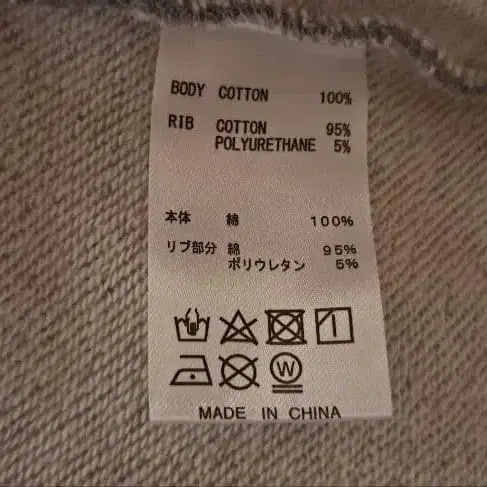 BODY COTTON 100%
RIB COTTON 95%
POLYURETHANE 5%
本体 綿 100%
リブ部分 綿 95%
ポリウレタン 5%
W
MADE IN CHINA